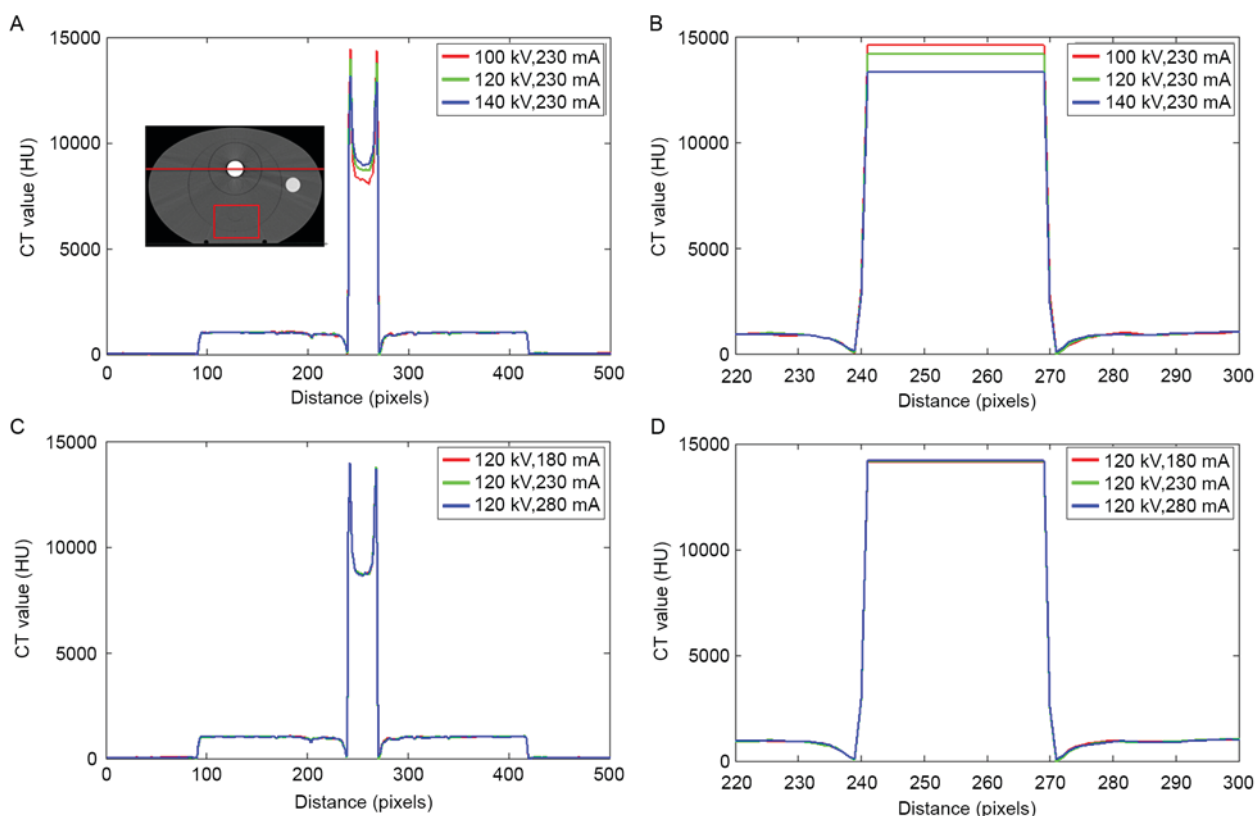 A
15000
10000
5000
0
CT value (HU)
100 kV,230 mA
120 kV,230 mA
140 kV,230 mA
0 100 200 300 400 500
Distance (pixels)
B
15000
10000
5000
0
CT value (HU)
100 kV,230 mA
120 kV,230 mA
140 kV,230 mA
220 230 240 250 260 270 280 290 300
Distance (pixels)
C
15000
10000
5000
0
CT value (HU)
120 kV,180 mA
120 kV,230 mA
120 kV,280 mA
0 100 200 300 400 500
Distance (pixels)
D
15000
10000
5000
0
CT value (HU)
120 kV,180 mA
120 kV,230 mA
120 kV,280 mA
220 230 240 250 260 270 280 290 300
Distance (pixels)